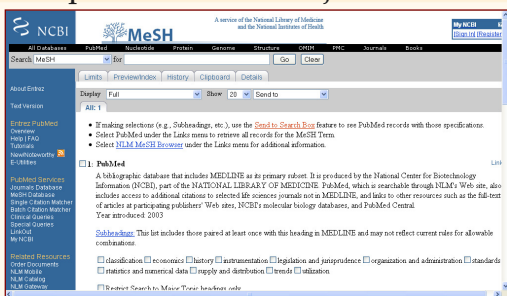 NCBI
MeSH
A service of the National Library of Medicine
and the National Institutes of Health
My NCBI
[Sign In] [Register
All Databases PubMed Nucleotide Protein Genome Structure OMIM PMC Journals Books
Search MeSH for Go Clear
Limits Preview/Index History Clipboard Details
Display Full Show 20 Send to
All: 1
About Entrez
Text Version
Entrez PubMed
Overview
Help | FAQ
Tutorials
New/Noteworthy
E-Utilities
PubMed Services
Journals Database
MeSH Database
Single Citation Matcher
Batch Citation Matcher
Clinical Queries
Special Queries
LinkOut
My NCBI
Related Resources
Order Documents
NLM Mobile
NLM Catalog
NLM Gateway
• If making selections (e.g., Subheadings, etc.), use the Send to Search Box feature to see PubMed records with those specifications.
• Select PubMed under the Links menu to retrieve all records for the MeSH Term.
• Select NLM MeSH Browser under the Links menu for additional information.
1: PubMed Link
A bibliographic database that includes MEDLINE as its primary subset. It is produced by the National Center for Biotechnology
Information (NCBI), part of the NATIONAL LIBRARY OF MEDICINE. PubMed, which is searchable through NLM's Web site, also
includes access to additional citations to selected life sciences journals not in MEDLINE, and links to other resources such as the full-text
of articles at participating publishers' Web sites, NCBI's molecular biology databases, and PubMed Central.
Year introduced: 2003
Subheadings: This list includes those paired at least once with this heading in MEDLINE and may not reflect current rules for allowable
combinations.
classification economics history instrumentation legislation and jurisprudence organization and administration standards
statistics and numerical data supply and distribution trends utilization
Restrict Search to Major Topic headings only